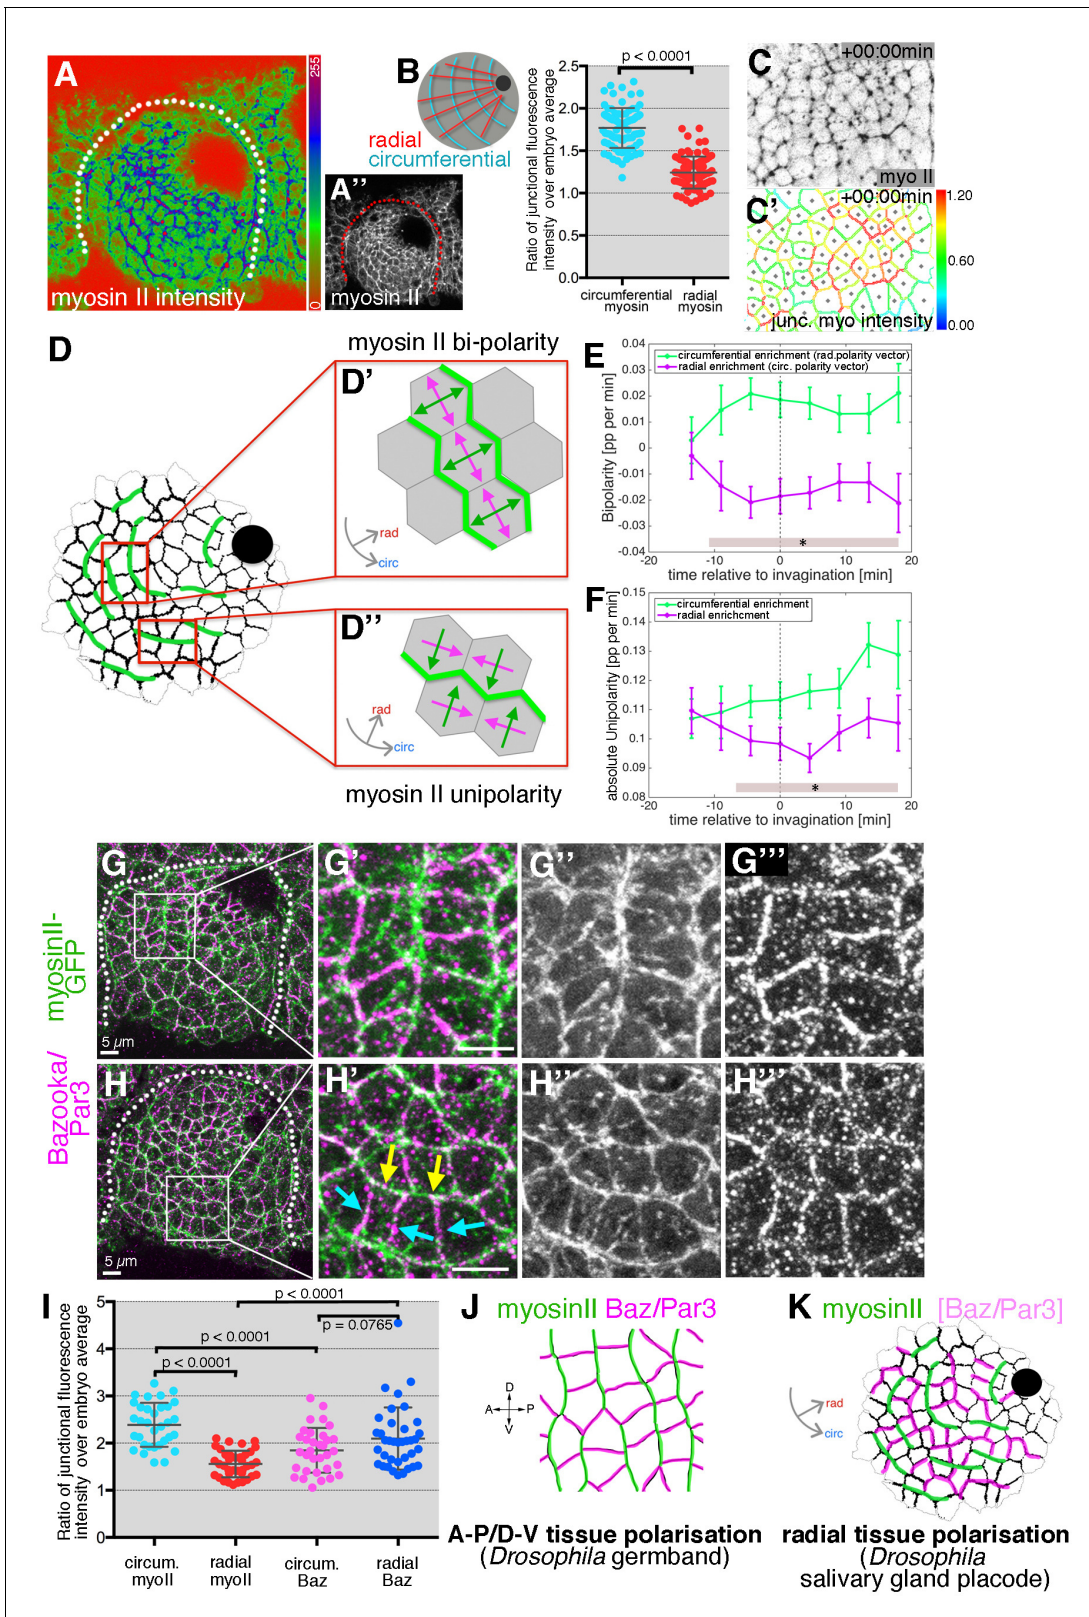 A
255
0
myosin II intensity
B
radial
circumferential
A''
myosin II
p < 0.0001
Ratio of junctional fluorescence
intensity over embryo average
2.5
2.0
1.5
1.0
0.5
0.0
circumferential
myosin
radial
myosin
C
+00:00min
myo II
C'
+00:00min
junc. myo intensity
1.20
0.60
0.00
D
myosin II bi-polarity
D'
rad
circ
D''
rad
circ
myosin II unipolarity
E
circumferential enrichment (rad.polarity vector)
radial enrichment (circ. polarity vector)
Bipolarity [pp per min]
0.04
0.03
0.02
0.01
0
-0.01
-0.02
-0.03
-0.04
*
-20
-10
0
10
20
time relative to invagination [min]
F
circumferential enrichment
radial enrichcment
absolute Unipolarity [pp per min]
0.15
0.14
0.13
0.12
0.11
0.1
0.09
0.08
*
-20
-10
0
10
20
time relative to invagination [min]
myosinII-
GFP
Bazooka/
Par3
G
5 µm
G'
G''
G'''
H
5 µm
H'
H''
H'''
I
Ratio of junctional fluorescence
intensity over embryo average
5
4
3
2
1
0
p < 0.0001
p = 0.0765
p < 0.0001
p < 0.0001
circum.
myoII
radial
myoII
circum.
Baz
radial
Baz
J
myosinII Baz/Par3
D
A
P
V
A-P/D-V tissue polarisation
(Drosophila germband)
K
myosinII [Baz/Par3]
rad
circ
radial tissue polarisation
(Drosophila
salivary gland placode)